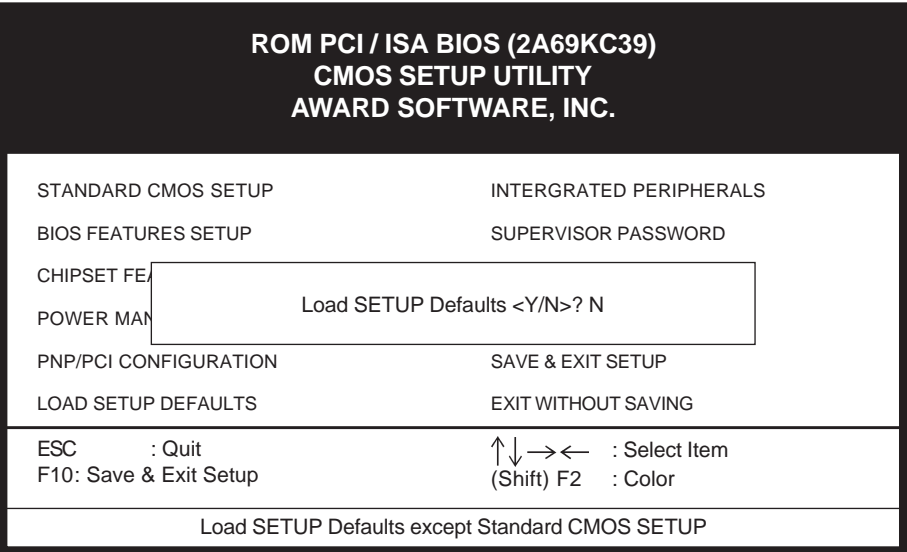 ROM PCI / ISA BIOS (2A69KC39)
CMOS SETUP UTILITY
AWARD SOFTWARE, INC.
STANDARD CMOS SETUP
INTERGRATED PERIPHERALS
BIOS FEATURES SETUP
SUPERVISOR PASSWORD
CHIPSET
Load SETUP Defaults <Y/N>? N
POWER
PNP/PCI CONFIGURATION
SAVE & EXIT SETUP
LOAD SETUP DEFAULTS
EXIT WITHOUT SAVING
ESC : Quit
↑↓→← : Select Item
F10: Save & Exit Setup
(Shift) F2 : Color
Load SETUP Defaults except Standard CMOS SETUP